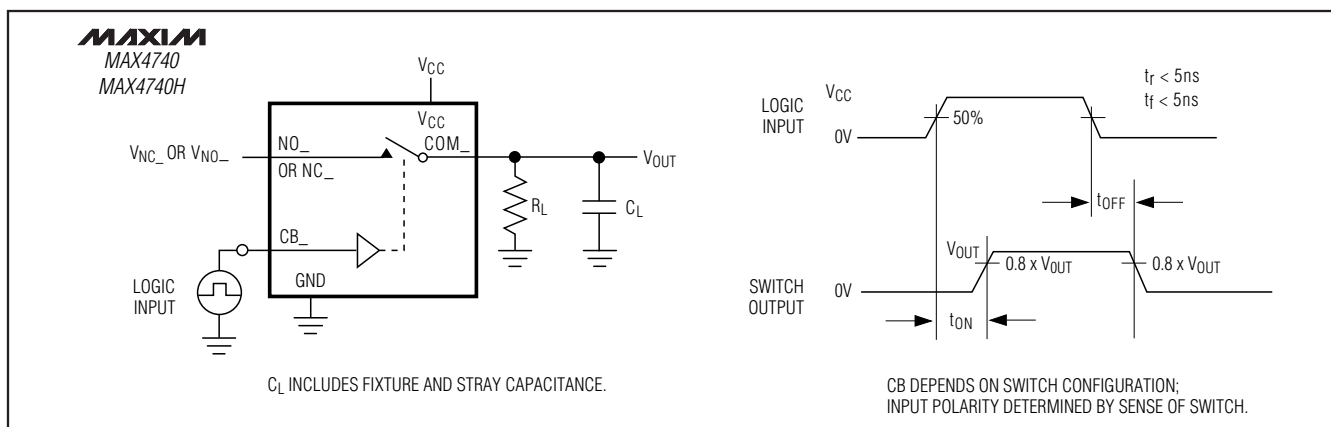 MAXIM
MAX4740
MAX4740H
VCC
VCC
NO_
COM_
VNC_ OR VNO_
OR NC_
VOUT
RL
CL
CB_
GND
LOGIC
INPUT
CL INCLUDES FIXTURE AND STRAY CAPACITANCE.
tr < 5ns
tf < 5ns
LOGIC
INPUT
VCC
0V
50%
tOFF
VOUT
0.8 x VOUT
0.8 x VOUT
SWITCH
OUTPUT
0V
tON
CB DEPENDS ON SWITCH CONFIGURATION;
INPUT POLARITY DETERMINED BY SENSE OF SWITCH.